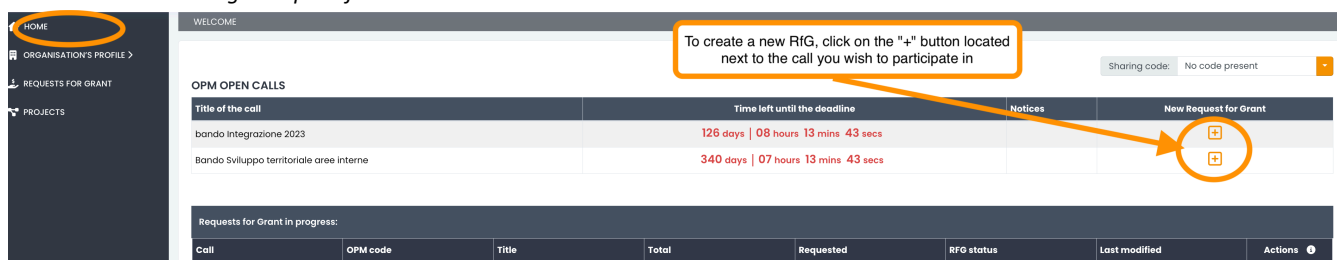 HOME
ORGANISATION'S PROFILE >
REQUESTS FOR GRANT
PROJECTS
WELCOME
To create a new RfG, click on the "+" button located
next to the call you wish to participate in
Sharing code: No code present
OPM OPEN CALLS
Title of the call Time left until the deadline Notices New Request for Grant
bando Integrazione 2023 126 days | 08 hours 13 mins 43 secs
Bando Sviluppo territoriale aree interne 340 days | 07 hours 13 mins 43 secs
Requests for Grant in progress:
Call OPM code Title Total Requested RFG status Last modified Actions